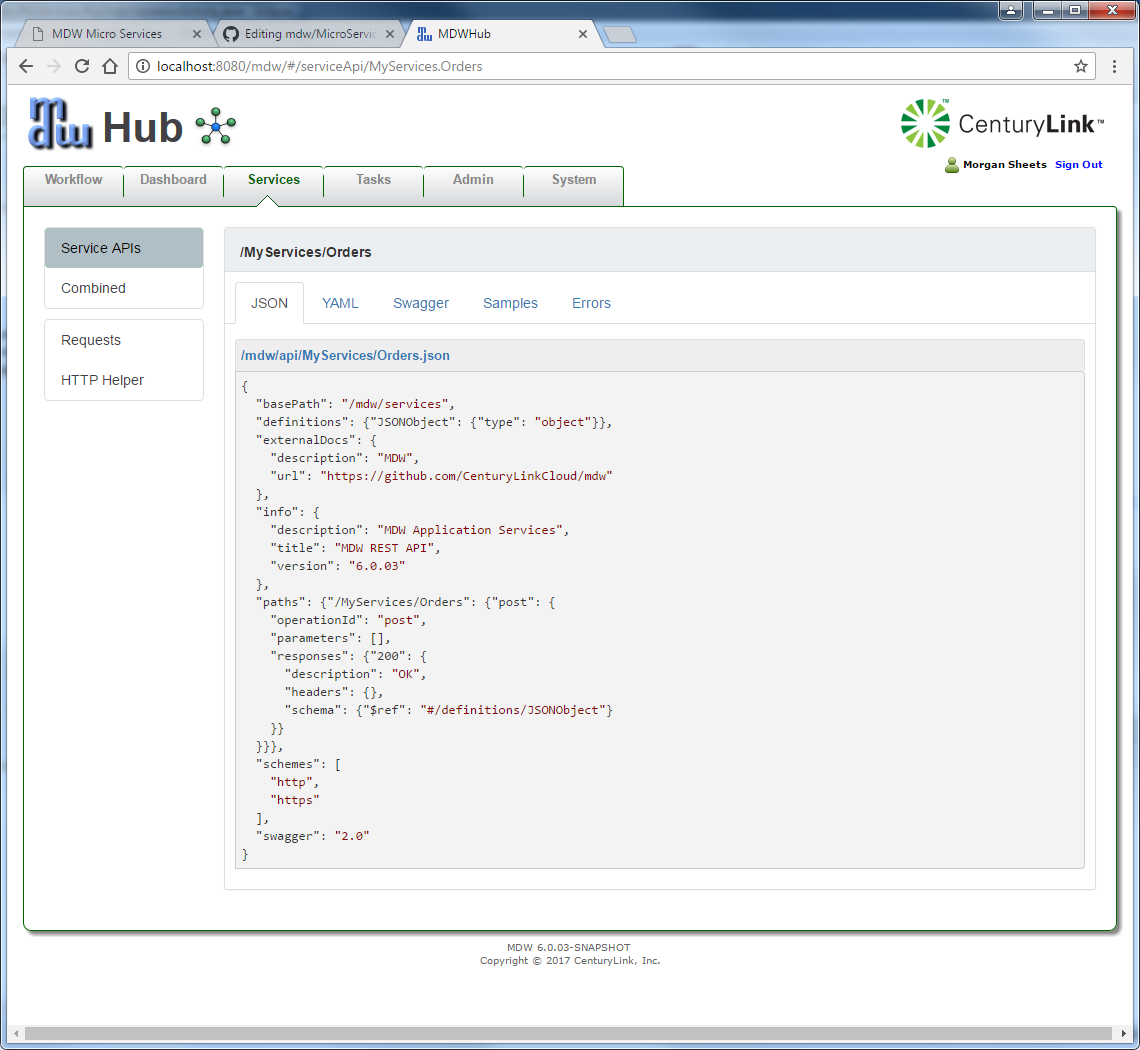 MDW Micro Services
Editing mdw/MicroServic
MDWHub
localhost:8080/mdw/#/serviceApi/MyServices.Orders
mdw Hub
CenturyLink™
Morgan Sheets Sign Out
Workflow Dashboard Services Tasks Admin System
Service APIs
Combined
Requests
HTTP Helper
/MyServices/Orders
JSON YAML Swagger Samples Errors
/mdw/api/MyServices/Orders.json
{
  "basePath": "/mdw/services",
  "definitions": {"JSONObject": {"type": "object"}},
  "externalDocs": {
    "description": "MDW",
    "url": "https://github.com/CenturyLinkCloud/mdw"
  },
  "info": {
    "description": "MDW Application Services",
    "title": "MDW REST API",
    "version": "6.0.03"
  },
  "paths": {"/MyServices/Orders": {"post": {
    "operationId": "post",
    "parameters": [],
    "responses": {"200": {
      "description": "OK",
      "headers": {},
      "schema": {"$ref": "#/definitions/JSONObject"}
    }}
  }}},
  "schemes": [
    "http",
    "https"
  ],
  "swagger": "2.0"
}
MDW 6.0.03-SNAPSHOT
Copyright © 2017 CenturyLink, Inc.